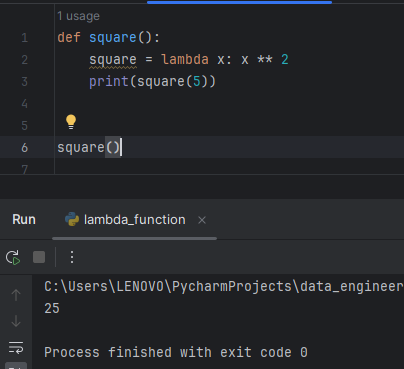 1 usage
1 def square():
2 square = lambda x: x ** 2
3 print(square(5))
4
5
6 square()
7
Run lambda_function ×
C:\Users\LENOVO\PycharmProjects\data_engineer
25
Process finished with exit code 0